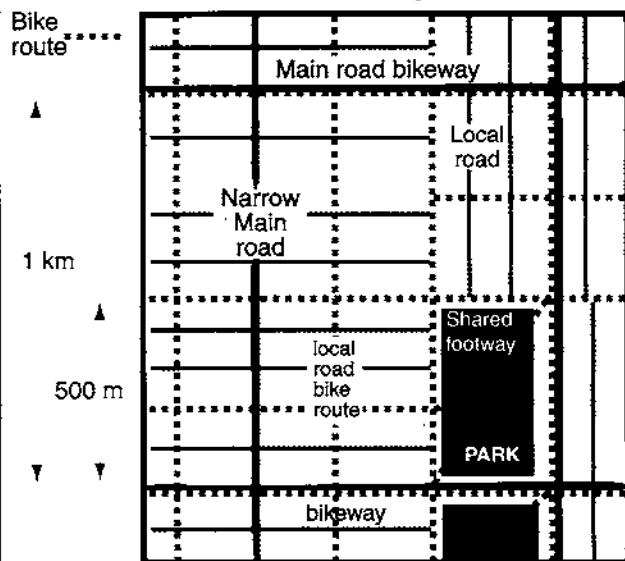 Bike
route
Main road bikeway
Local
road
Narrow
Main
road
1 km
Shared
footway
local
road
bike
route
500 m
PARK
bikeway